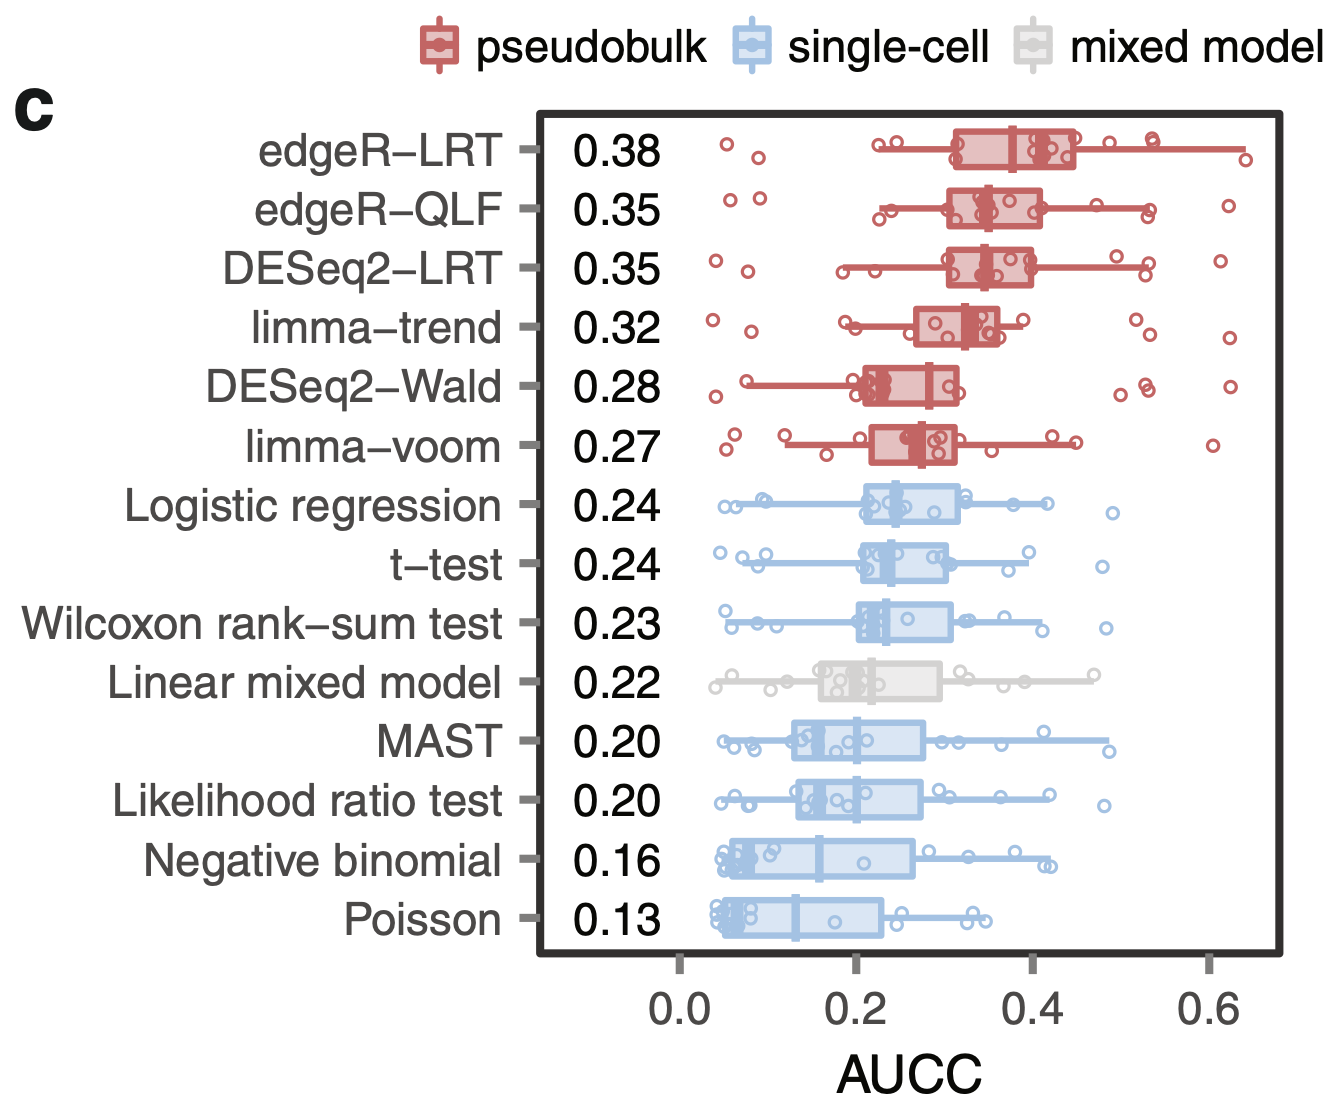 pseudobulk single-cell mixed model
c
edgeR−LRT 0.38
edgeR−QLF 0.35
DESeq2−LRT 0.35
limma−trend 0.32
DESeq2−Wald 0.28
limma−voom 0.27
Logistic regression 0.24
t−test 0.24
Wilcoxon rank−sum test 0.23
Linear mixed model 0.22
MAST 0.20
Likelihood ratio test 0.20
Negative binomial 0.16
Poisson 0.13
0.0 0.2 0.4 0.6
AUCC